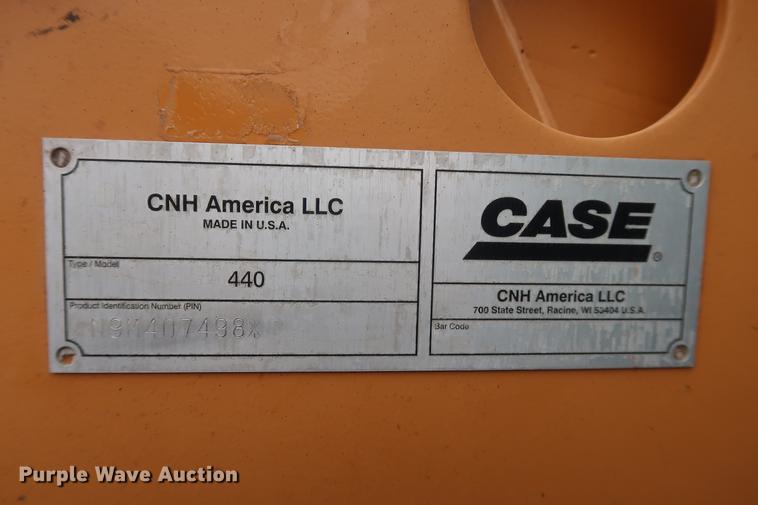 CNH America LLC
MADE IN U.S.A.
Type / Model
440
Product Identification Number (PIN)
CASE ®
CNH America LLC
700 State Street, Racine, WI 53404 U.S.A.
Bar Code
Purple Wave Auction